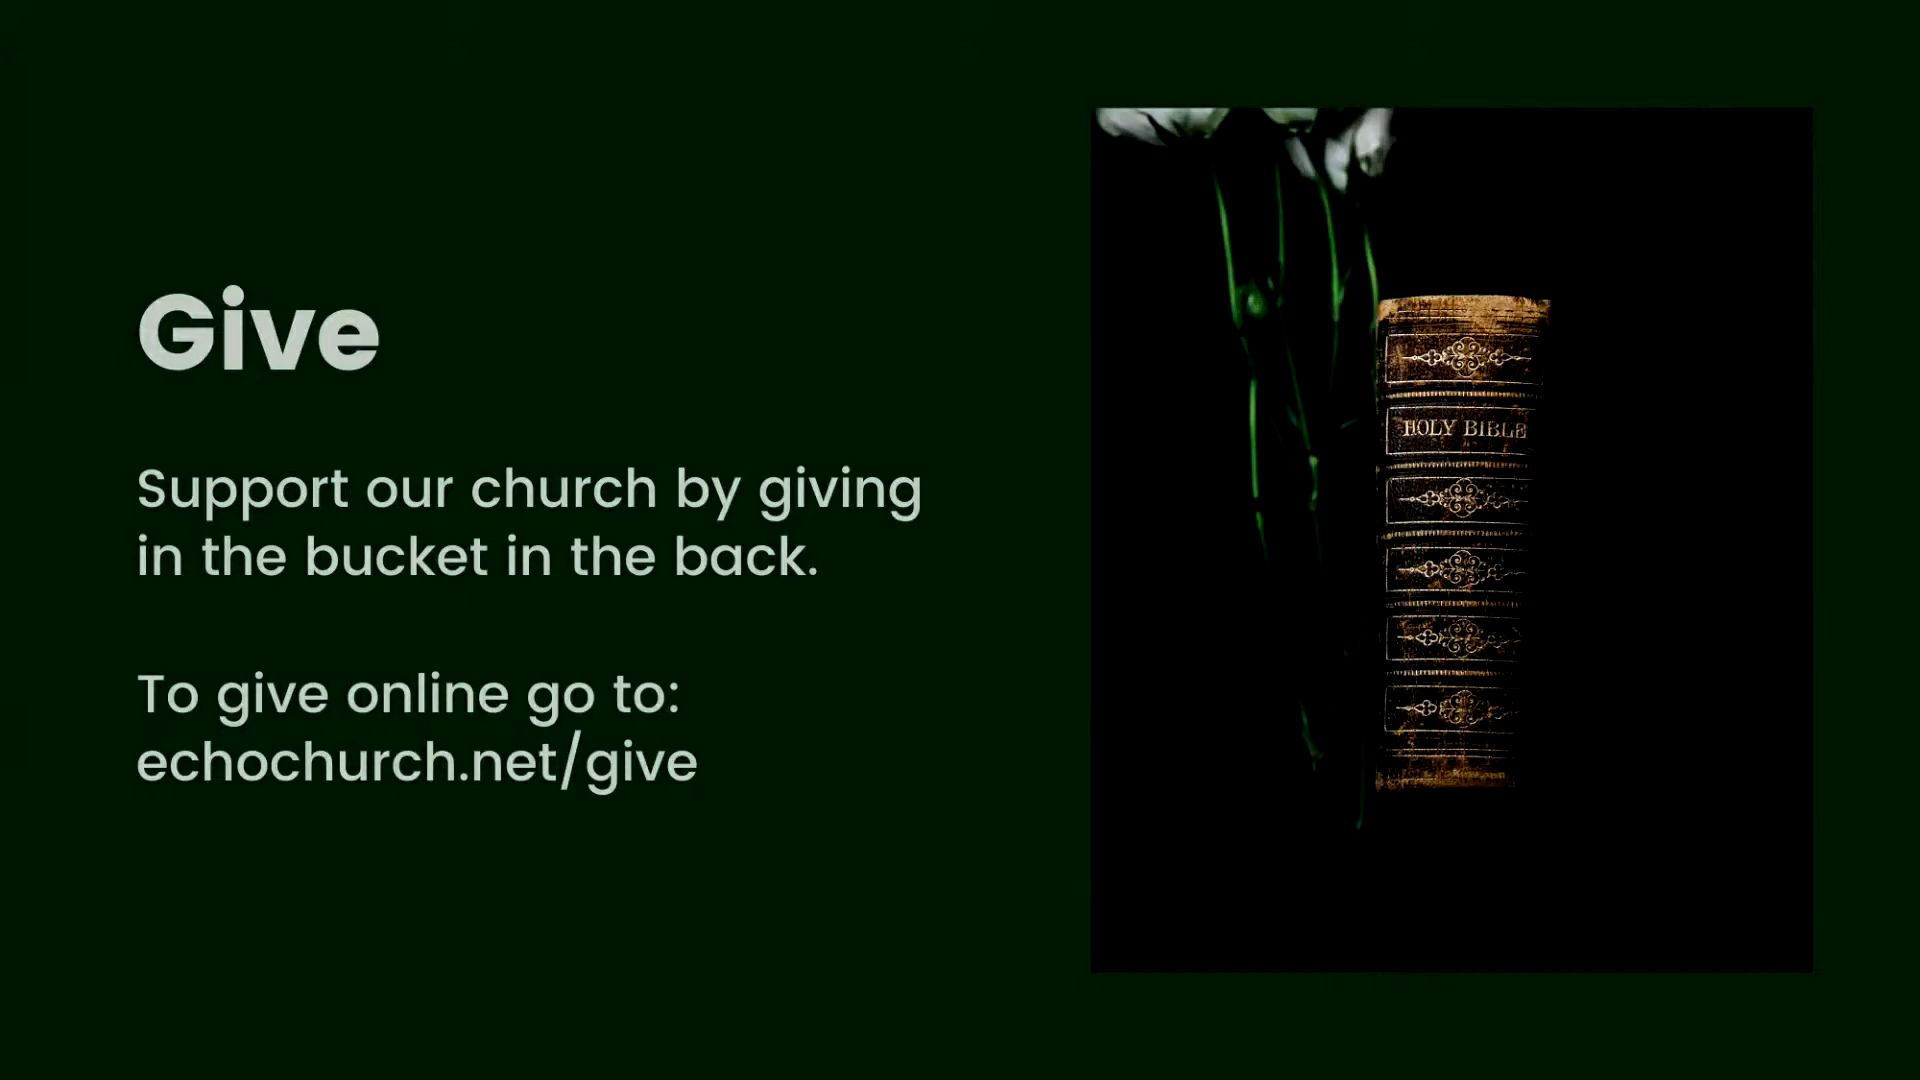 Give
Support our church by giving
in the bucket in the back.
To give online go to:
echochurch.net/give
HOLY BIBLE